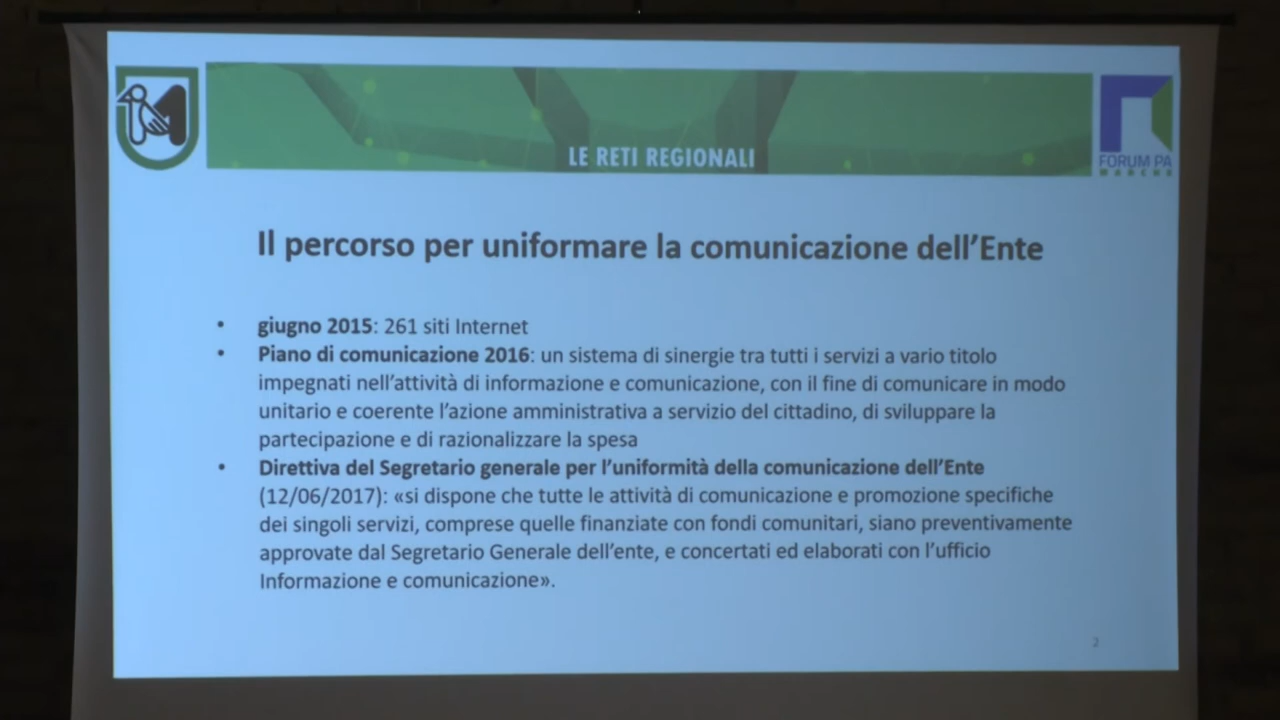 LE RETI REGIONALI
FORUM PA
MARCHE
Il percorso per uniformare la comunicazione dell'Ente
• giugno 2015: 261 siti Internet
• Piano di comunicazione 2016: un sistema di sinergie tra tutti i servizi a vario titolo
impegnati nell'attività di informazione e comunicazione, con il fine di comunicare in modo
unitario e coerente l'azione amministrativa a servizio del cittadino, di sviluppare la
partecipazione e di razionalizzare la spesa
• Direttiva del Segretario generale per l'uniformità della comunicazione dell'Ente
(12/06/2017): «si dispone che tutte le attività di comunicazione e promozione specifiche
dei singoli servizi, comprese quelle finanziate con fondi comunitari, siano preventivamente
approvate dal Segretario Generale dell'ente, e concertati ed elaborati con l'ufficio
Informazione e comunicazione».
2